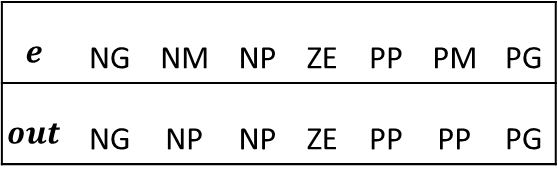 e NG NM NP ZE PP PM PG
out NG NP NP ZE PP PP PG